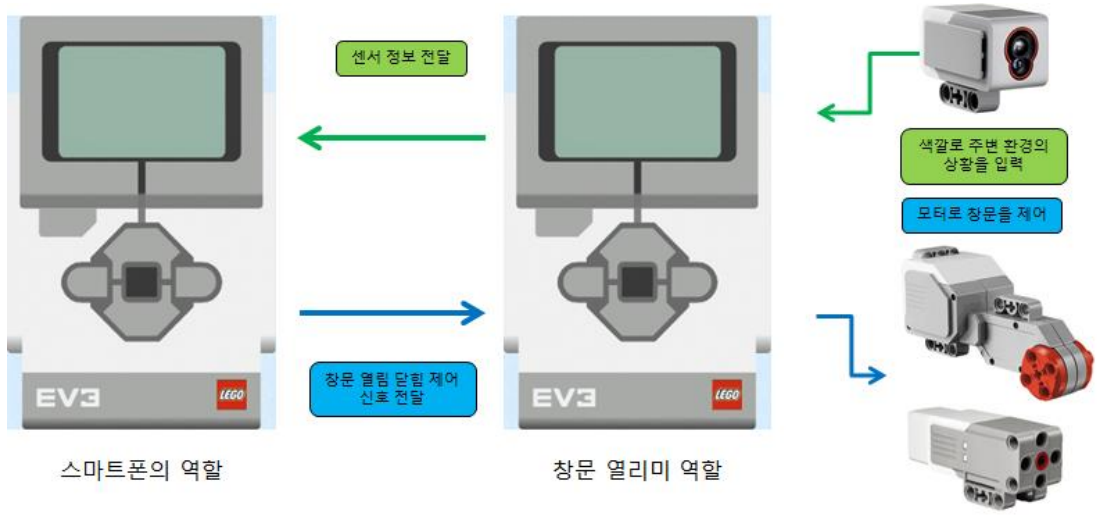 센서 정보 전달
색깔로 주변 환경의
상황을 입력
모터로 창문을 제어
창문 열림 닫힘 제어
신호 전달
EV3
LEGO
EV3
LEGO
스마트폰의 역할
창문 열리미 역할